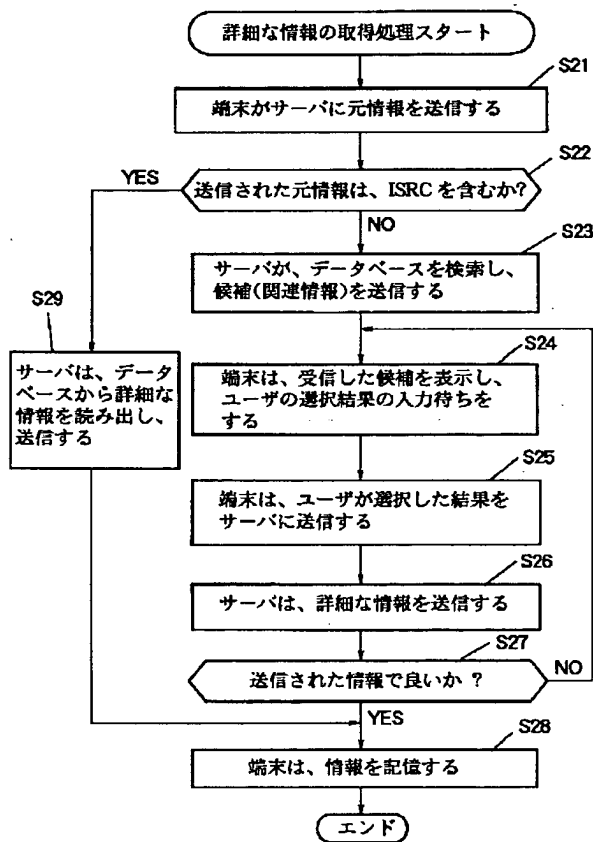 詳細な情報の取得処理スタート
S21
端末がサーバに元情報を送信する
S22
送信された元情報は、ISRCを含むか?
YES
NO
S23
サーバが、データベースを検索し、
候補(関連情報)を送信する
S29
サーバは、データ
ベースから詳細な
情報を読み出し、
送信する
S24
端末は、受信した候補を表示し、
ユーザの選択結果の入力待ちを
する
S25
端末は、ユーザが選択した結果を
サーバに送信する
S26
サーバは、詳細な情報を送信する
S27
送信された情報で良いか ?
NO
YES
S28
端末は、情報を記憶する
エンド